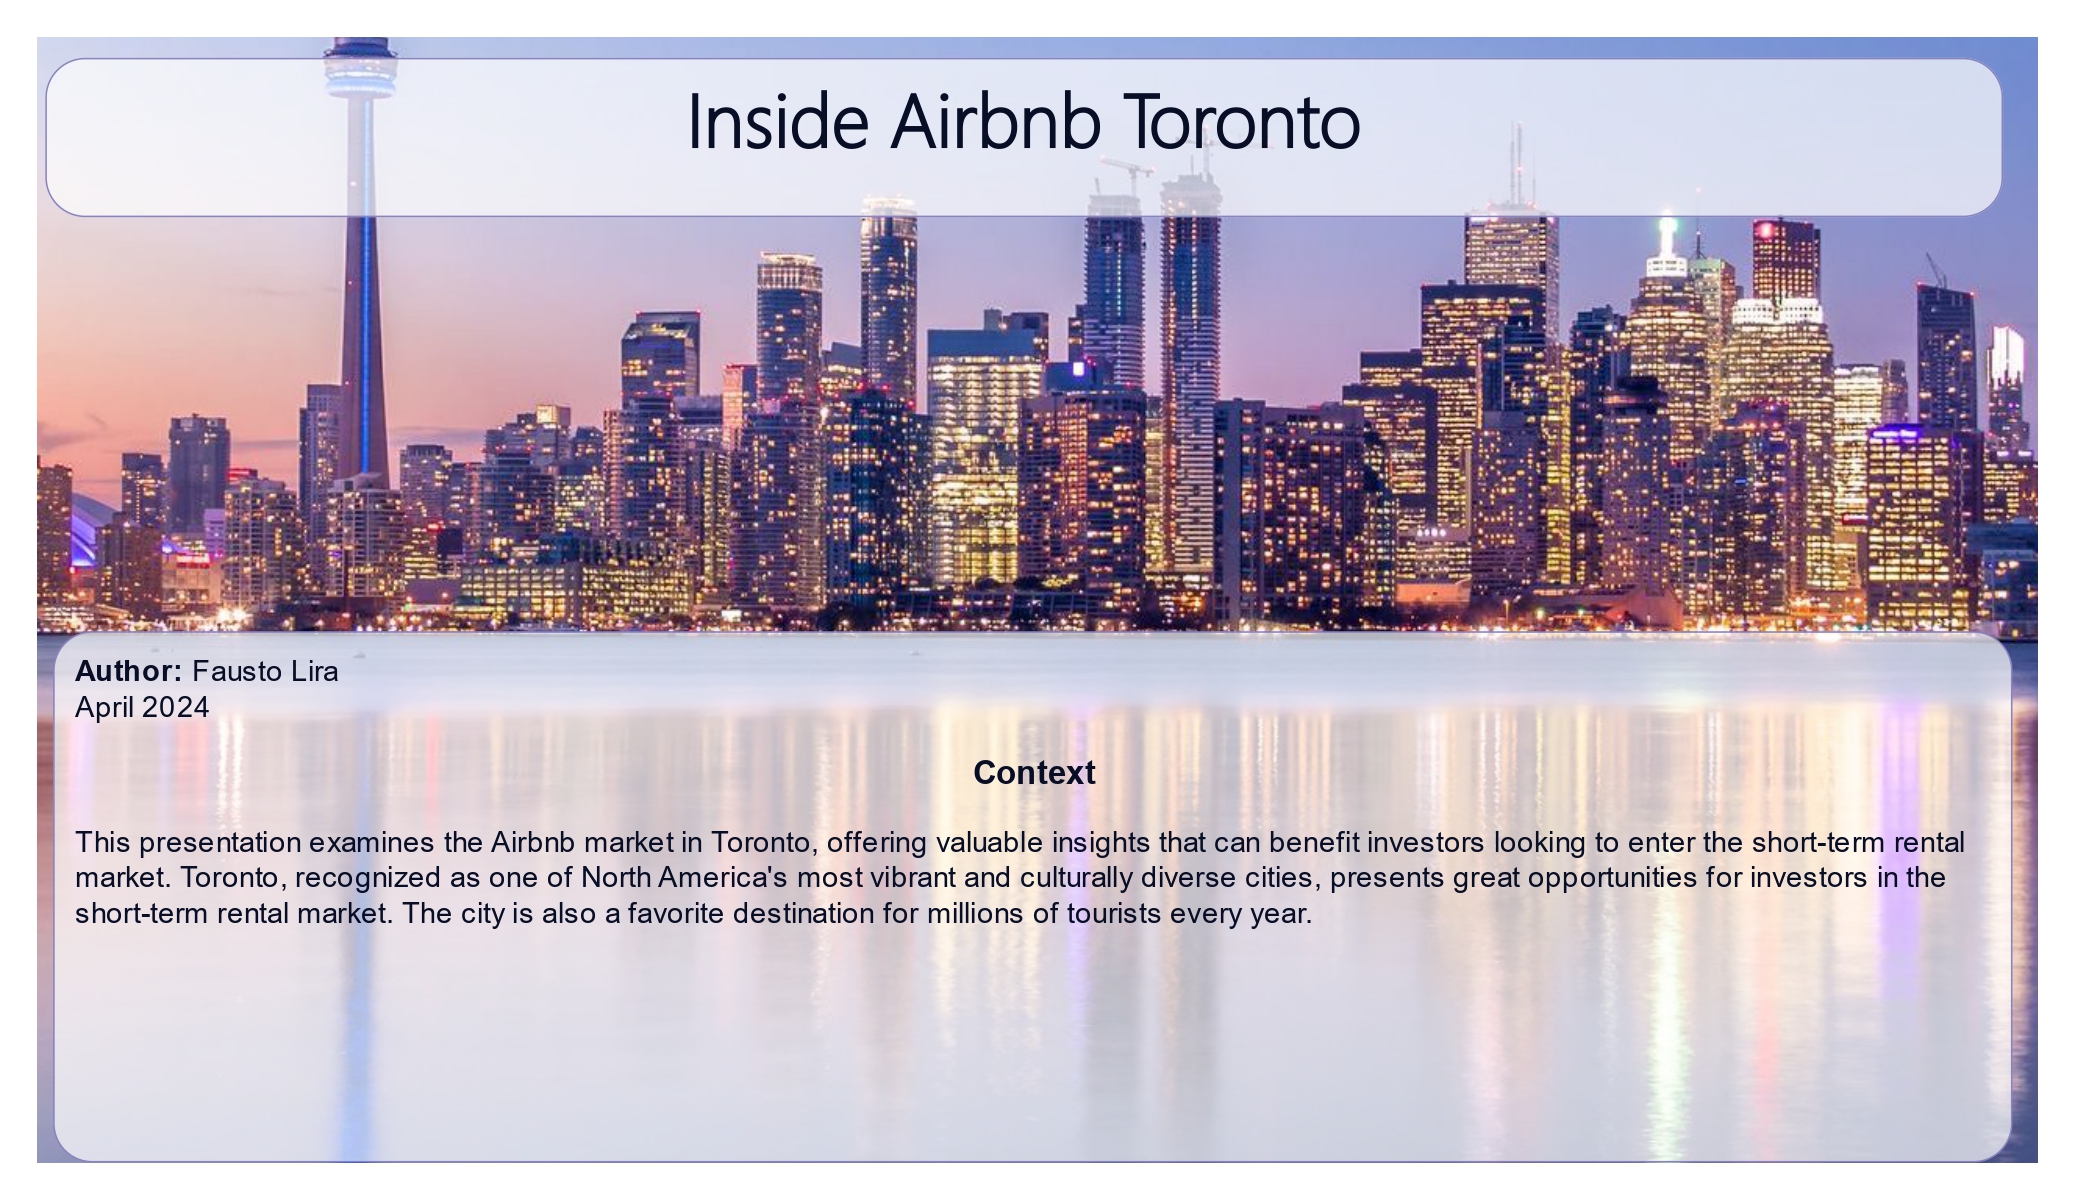 Inside Airbnb Toronto
Author: Fausto Lira
April 2024
Context
This presentation examines the Airbnb market in Toronto, offering valuable insights that can benefit investors looking to enter the short-term rental
market. Toronto, recognized as one of North America's most vibrant and culturally diverse cities, presents great opportunities for investors in the
short-term rental market. The city is also a favorite destination for millions of tourists every year.